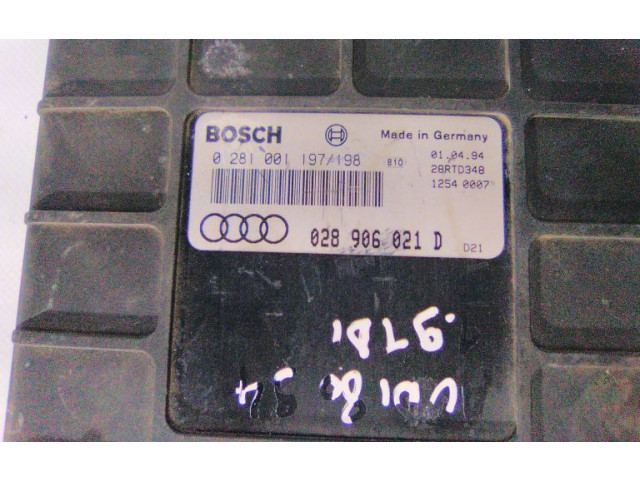 BOSCH Made in Germany
0 281 001 197/198 B10 01.04.94
28RTD348
1254 0007
028 906 021 D D21